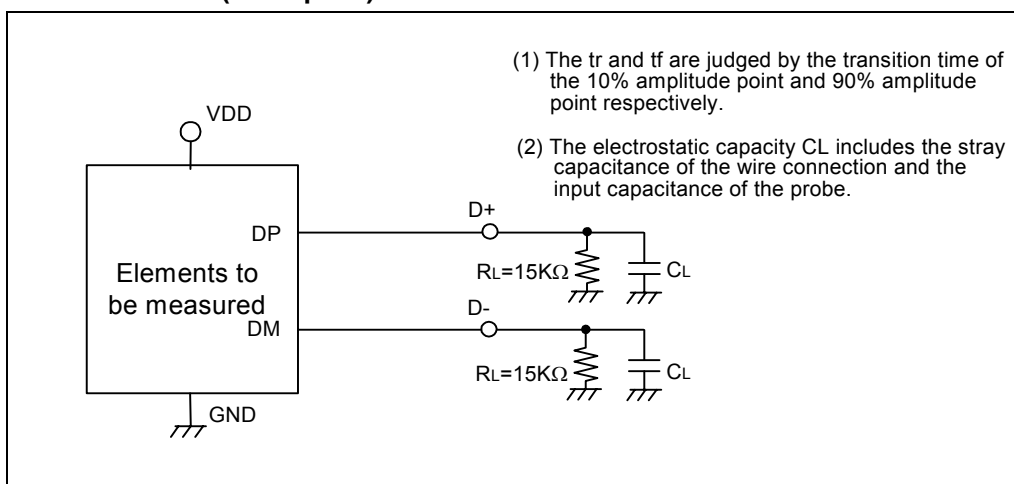 (1) The tr and tf are judged by the transition time of
the 10% amplitude point and 90% amplitude
point respectively.
(2) The electrostatic capacity CL includes the stray
capacitance of the wire connection and the
input capacitance of the probe.
VDD
DP
D+
RL=15KΩ
CL
Elements to
be measured
DM
D-
RL=15KΩ
CL
GND